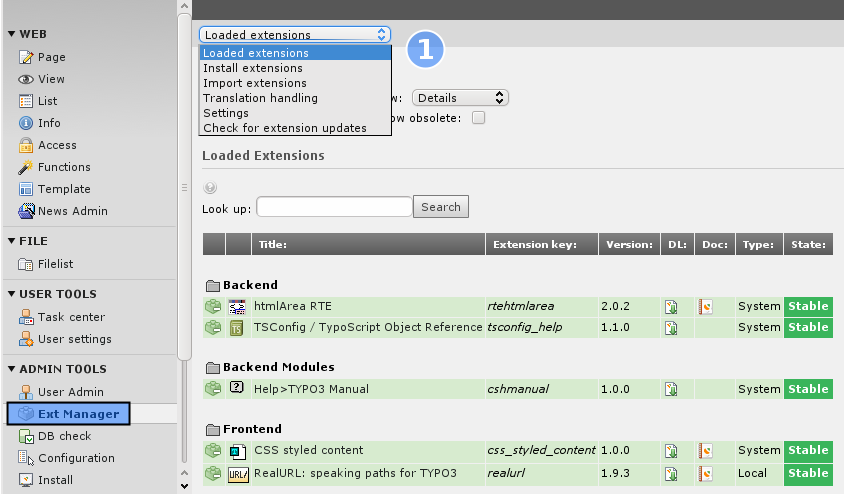 WEB
Page
View
List
Info
Access
Functions
Template
News Admin
FILE
Filelist
USER TOOLS
Task center
User settings
ADMIN TOOLS
User Admin
Ext Manager
DB check
Configuration
Install
Loaded extensions
1
Loaded extensions
Install extensions
Import extensions
Translation handling
Settings
Check for extension updates
w: Details
ow obsolete:
Loaded Extensions
Look up: Search
Title: Extension key: Version: DL: Doc: Type: State:
Backend
htmlArea RTE rtehtmlarea 2.0.2 System Stable
TS TSConfig / TypoScript Object Reference tsconfig_help 1.1.0 System Stable
Backend Modules
? Help>TYPO3 Manual cshmanual 1.0.0 System Stable
Frontend
T CSS styled content css_styled_content 1.0.0 System Stable
URL/ RealURL: speaking paths for TYPO3 realurl 1.9.3 Local Stable